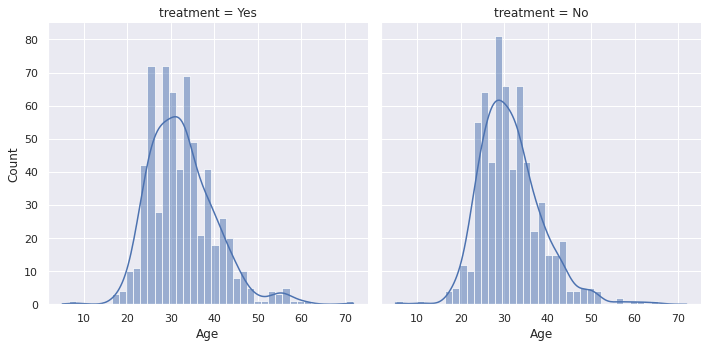 treatment = Yes
treatment = No
80
70
60
50
40
30
20
10
0
Count
10 20 30 40 50 60 70
10 20 30 40 50 60 70
Age
Age